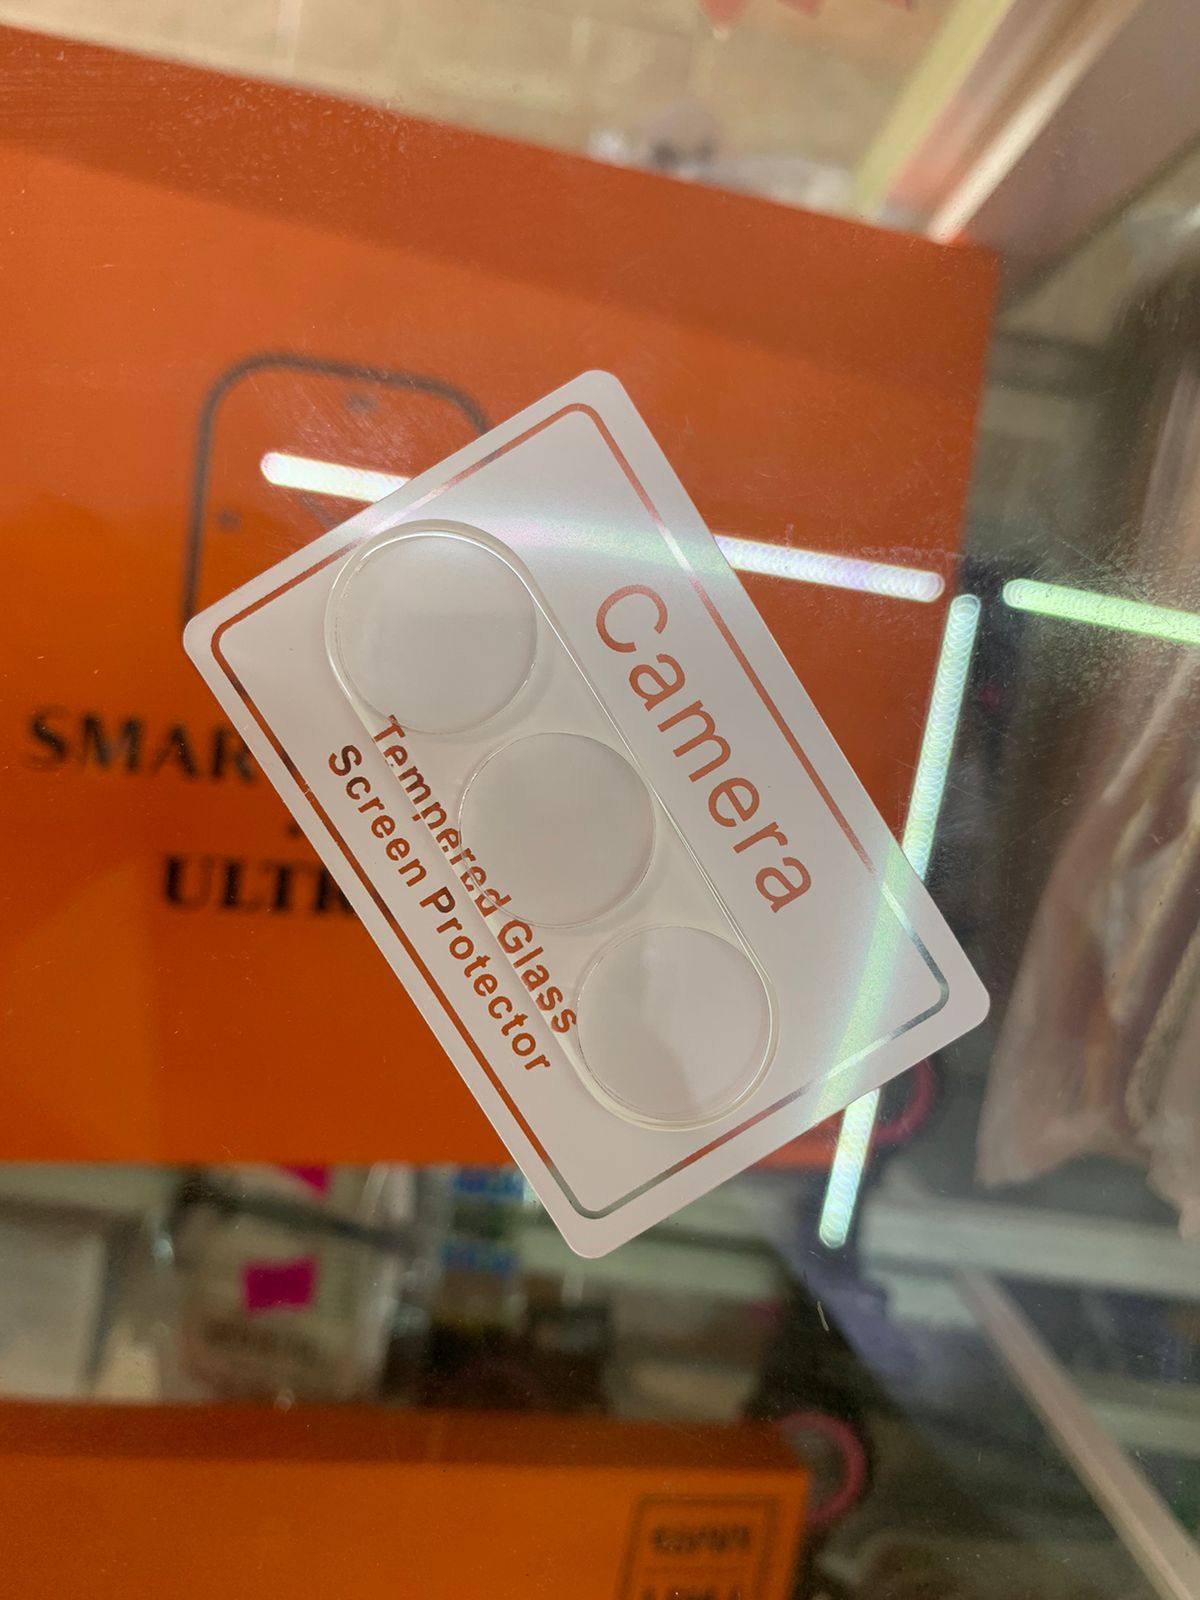 Camera
Tempered Glass
Screen Protector
SMAR
ULTR